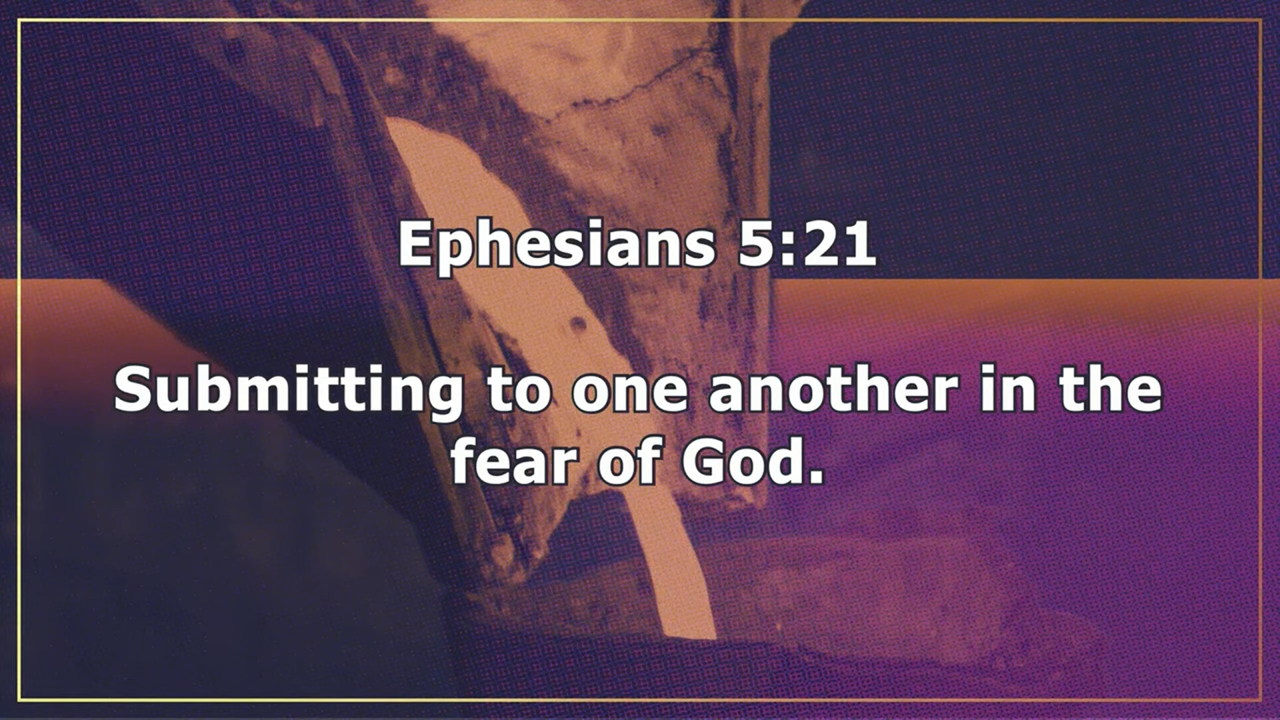 Ephesians 5:21
Submitting to one another in the
fear of God.